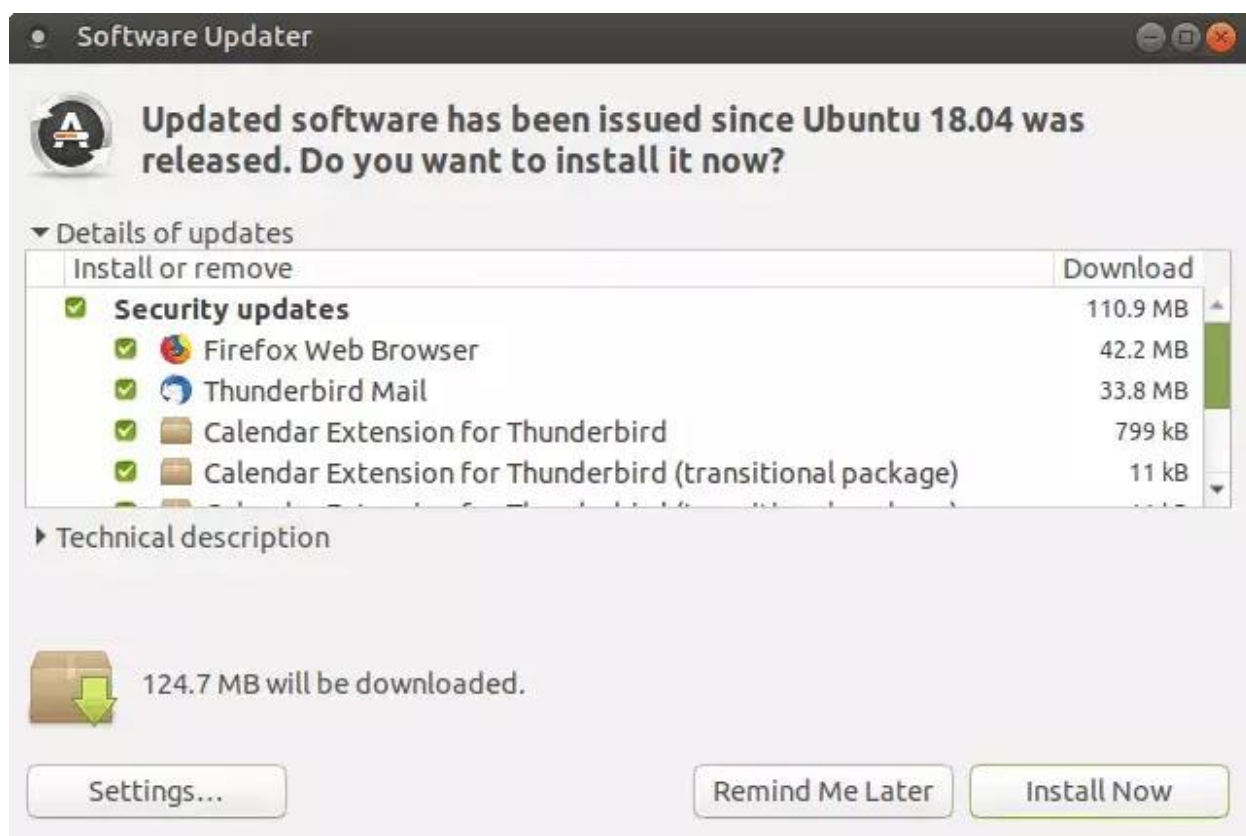 Software Updater
Updated software has been issued since Ubuntu 18.04 was
released. Do you want to install it now?
Details of updates
Install or remove Download
Security updates 110.9 MB
Firefox Web Browser 42.2 MB
Thunderbird Mail 33.8 MB
Calendar Extension for Thunderbird 799 kB
Calendar Extension for Thunderbird (transitional package) 11 kB
Technical description
124.7 MB will be downloaded.
Settings... Remind Me Later Install Now